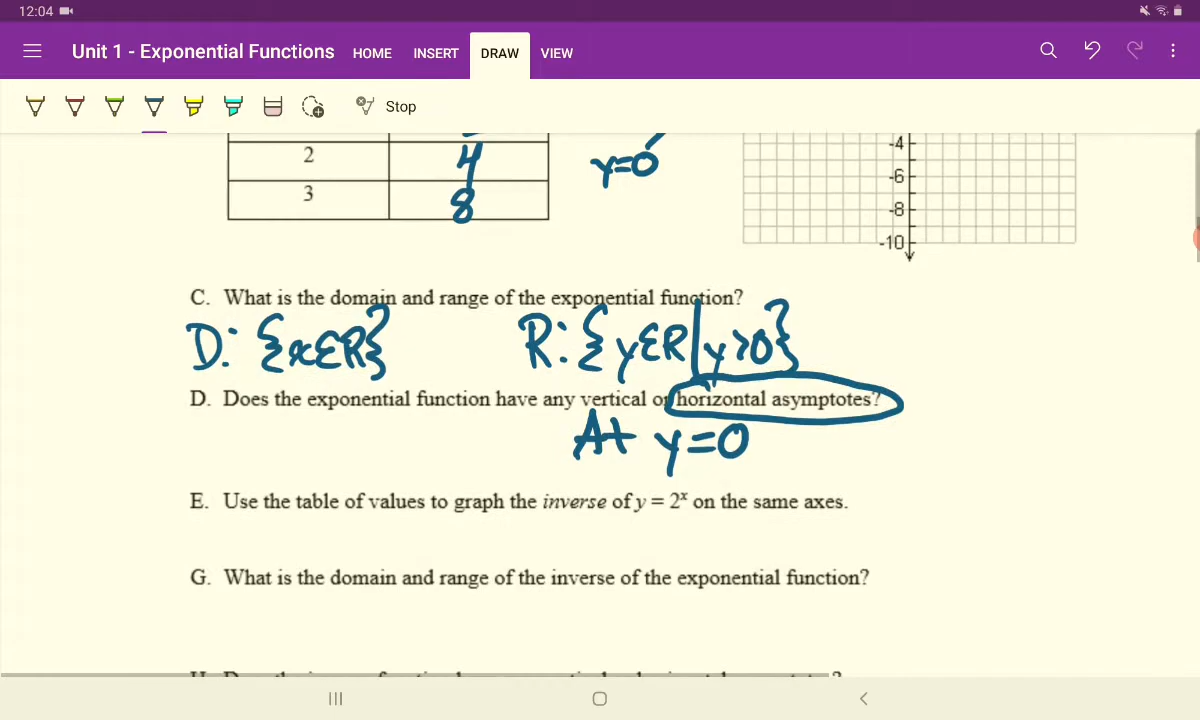 12:04
Unit 1 - Exponential Functions HOME INSERT DRAW VIEW
Stop
2 4
3 8
y=0
-4
-6
-8
-10
C. What is the domain and range of the exponential function?
D: {x∈R} R: {y∈R|y>0}
D. Does the exponential function have any vertical or horizontal asymptotes?
At y=0
E. Use the table of values to graph the inverse of y = 2ˣ on the same axes.
G. What is the domain and range of the inverse of the exponential function?